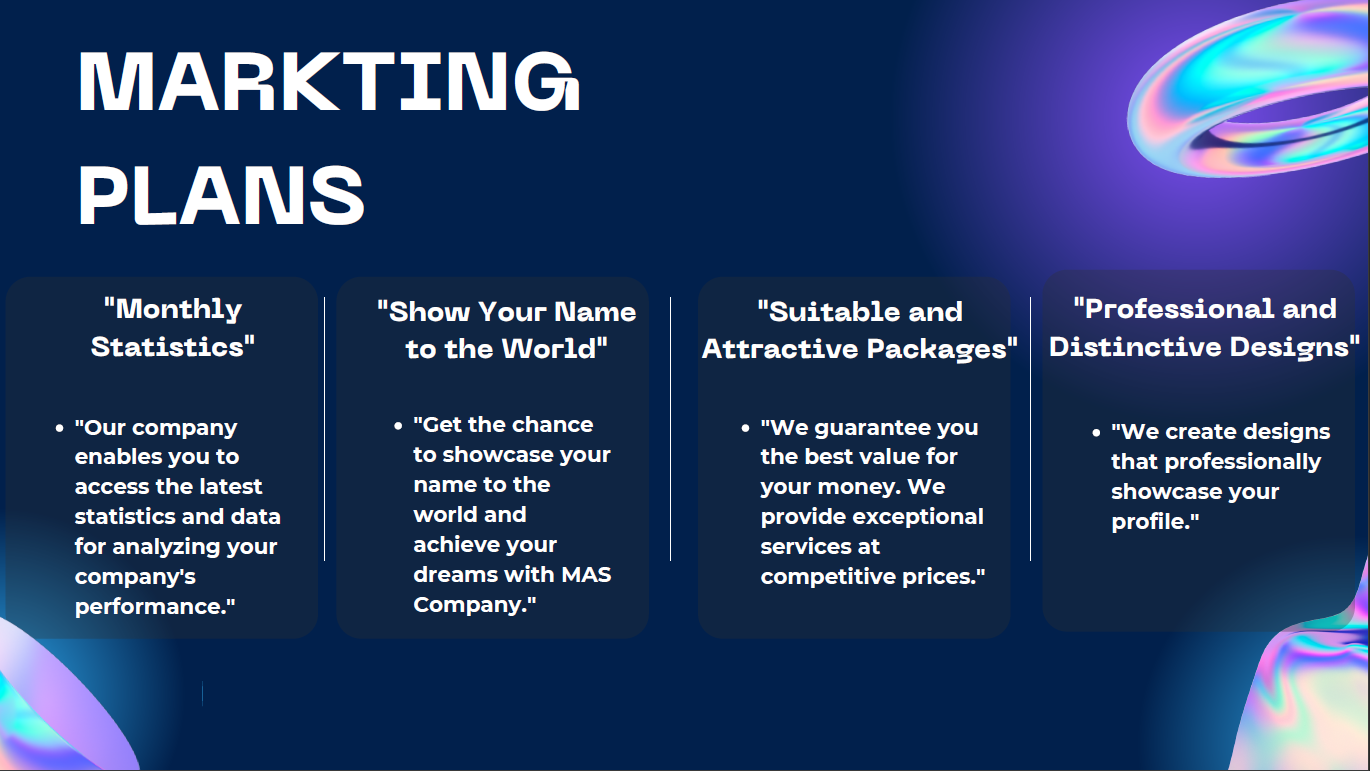 MARKTING
PLANS
"Monthly
Statistics"
• "Our company
enables you to
access the latest
statistics and data
for analyzing your
company's
performance."
"Show Your Name
to the World"
• "Get the chance
to showcase your
name to the
world and
achieve your
dreams with MAS
Company."
"Suitable and
Attractive Packages"
• "We guarantee you
the best value for
your money. We
provide exceptional
services at
competitive prices."
"Professional and
Distinctive Designs"
• "We create designs
that professionally
showcase your
profile."